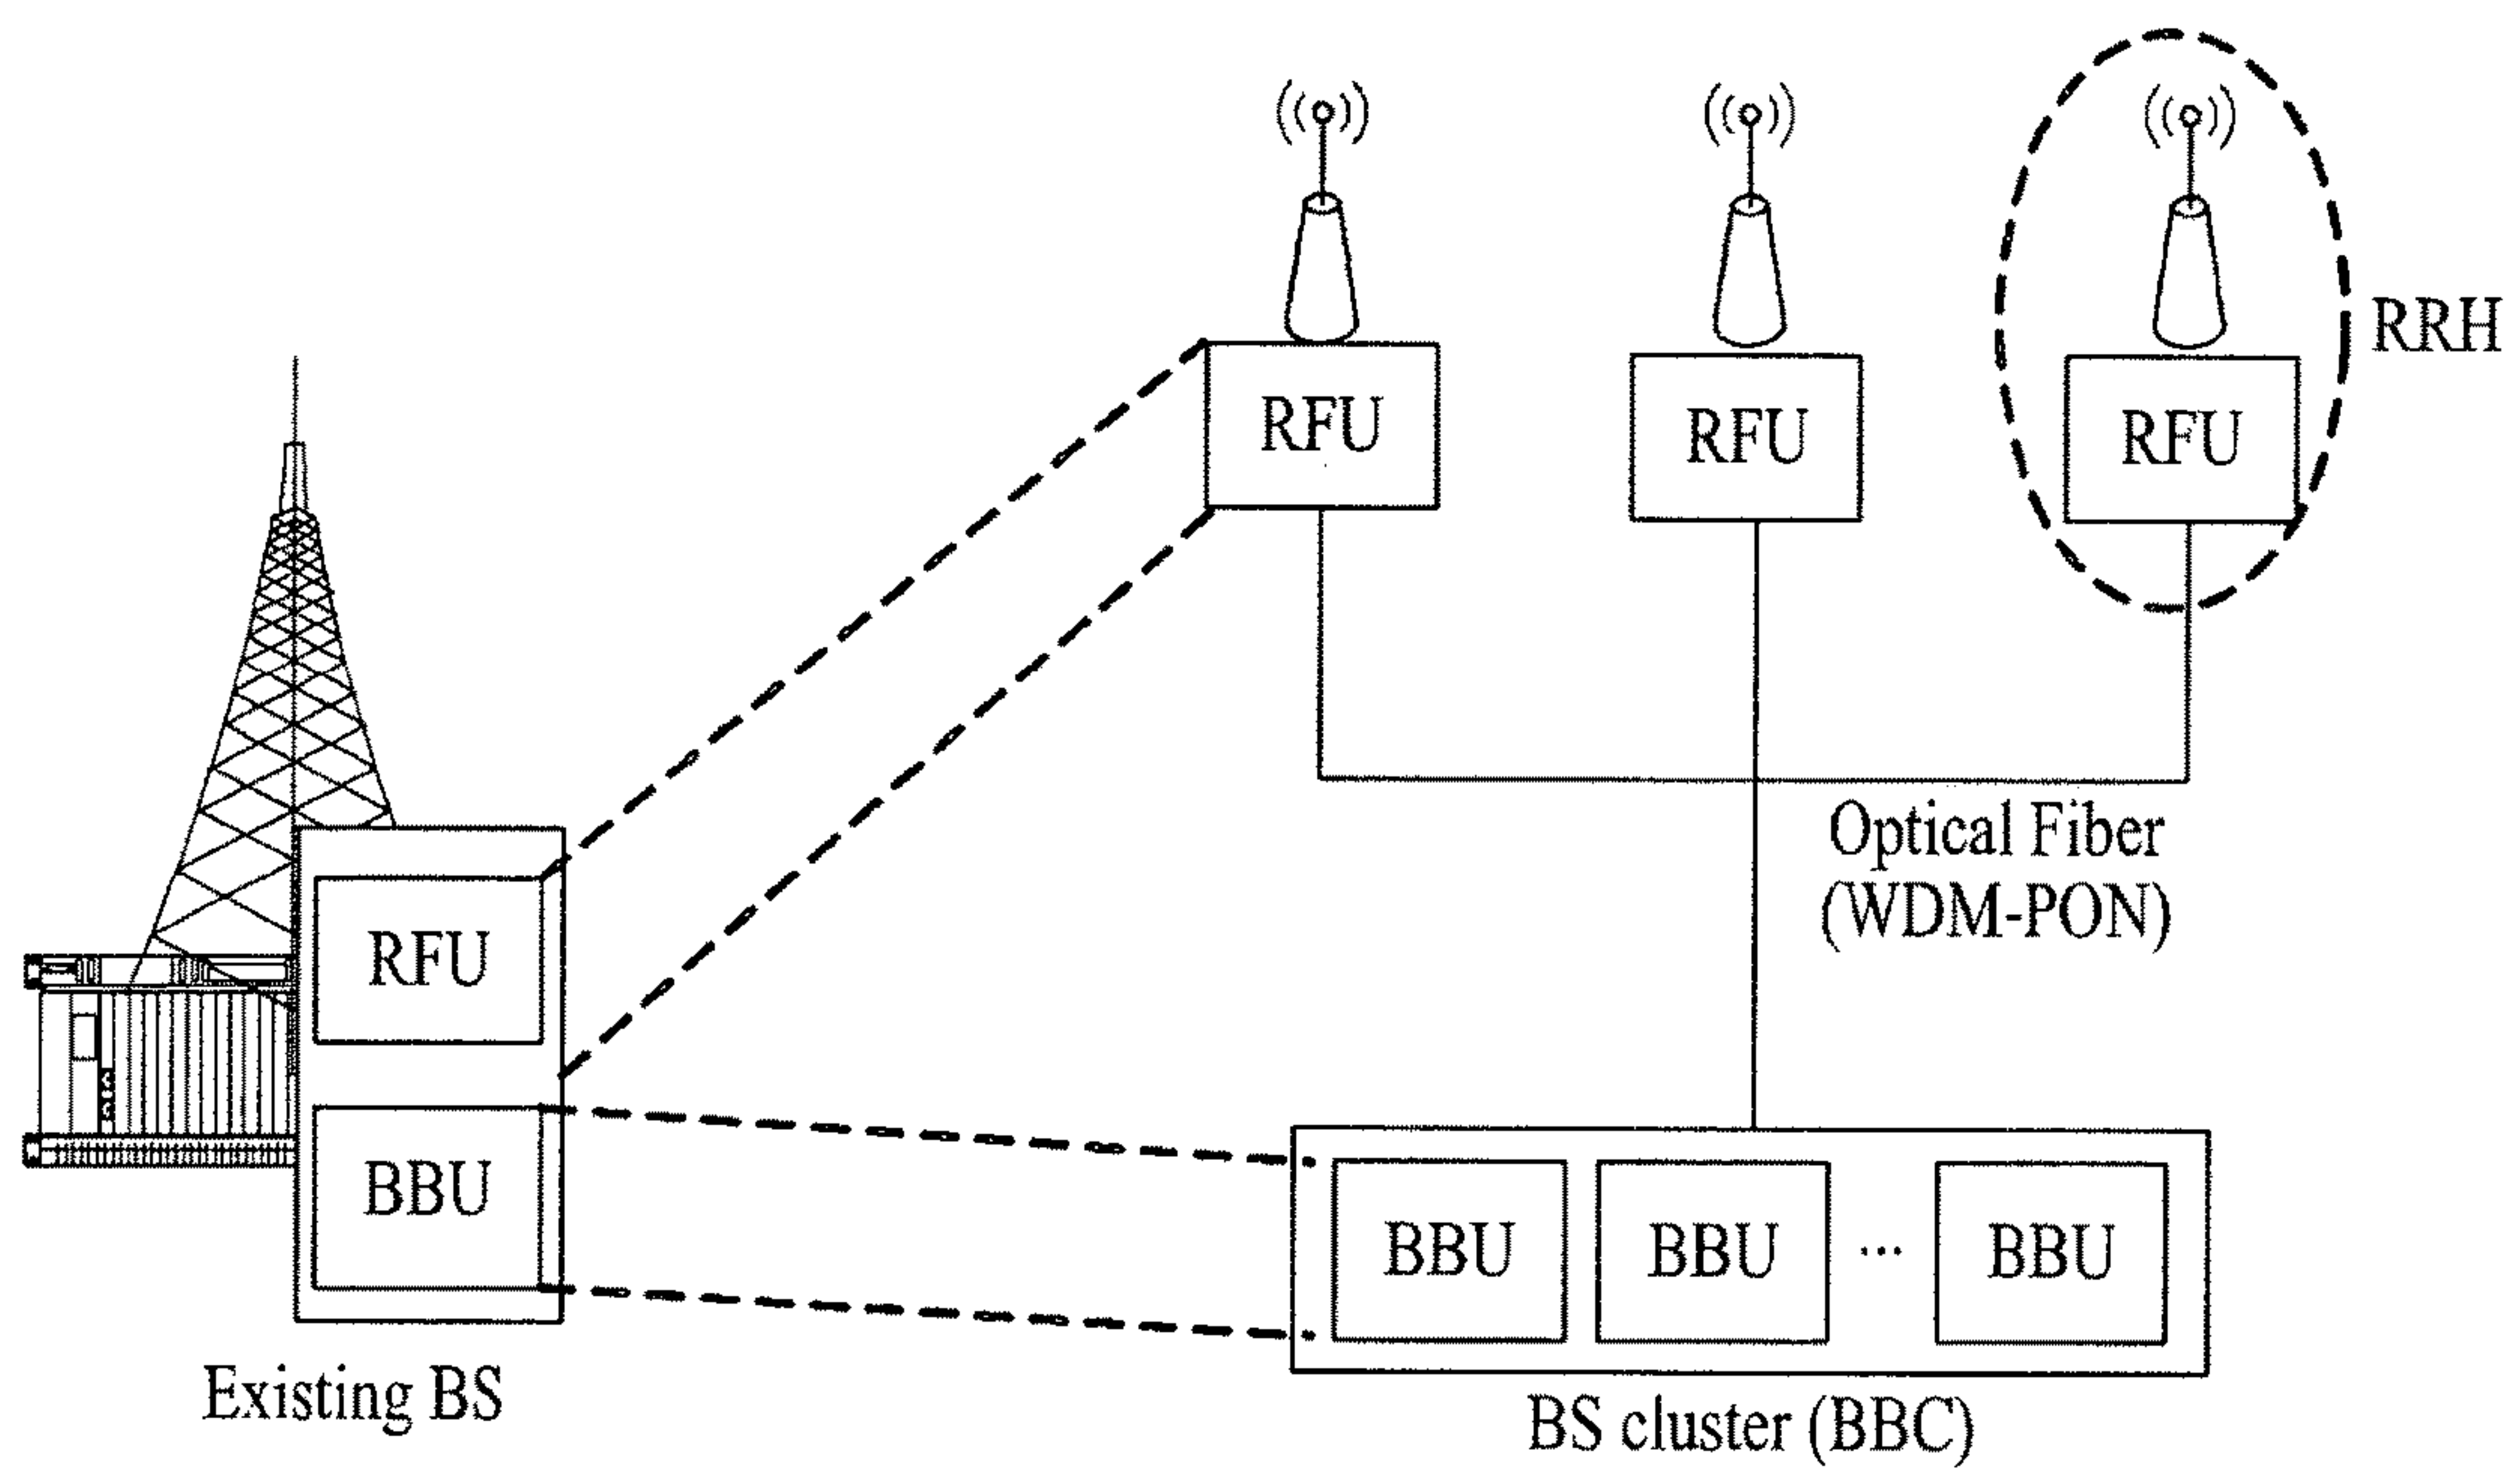 RRH
RFU
RFU
RFU
Optical Fiber
(WDM-PON)
RFU
BBU
BBU
BBU
...
BBU
Existing BS
BS cluster (BBC)